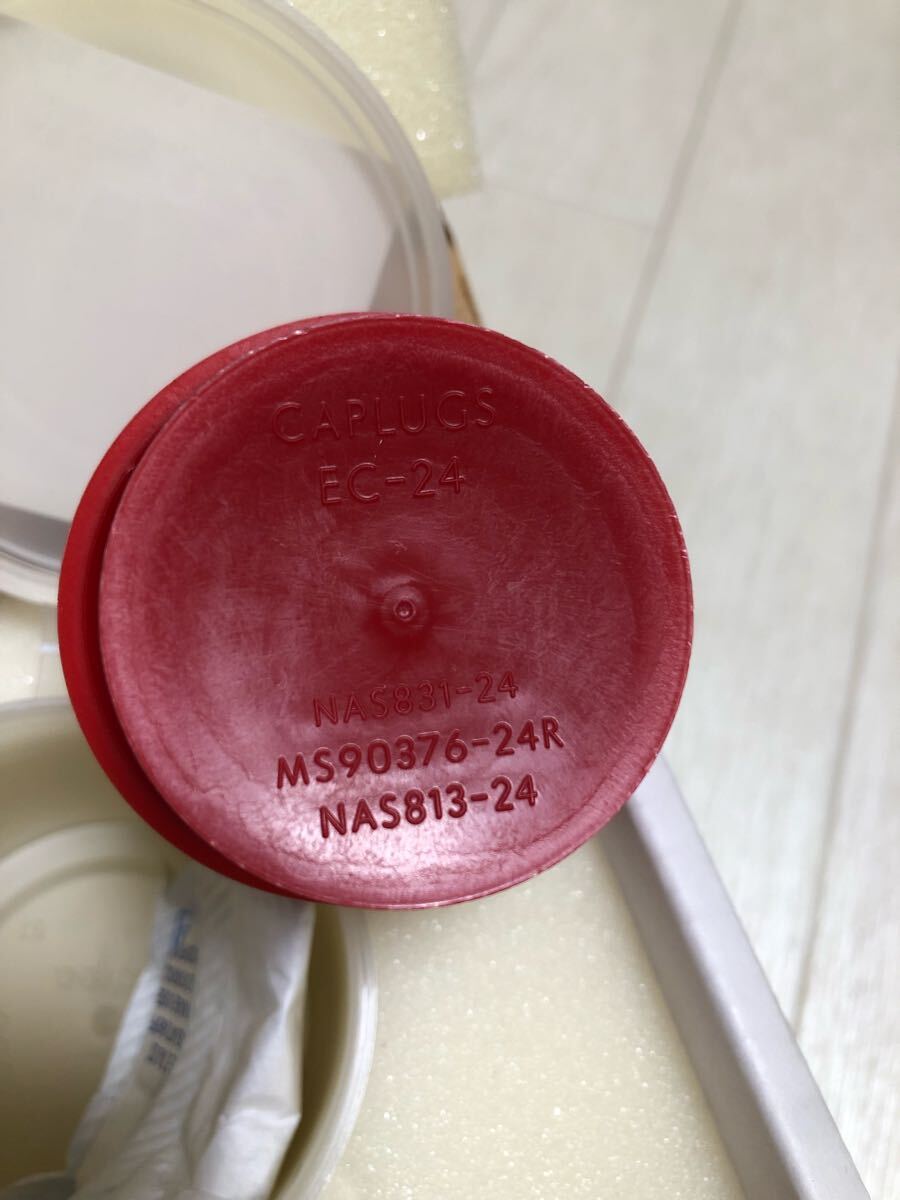 CAPLUGS
EC-24
NAS831-24
MS90376-24R
NAS813-24